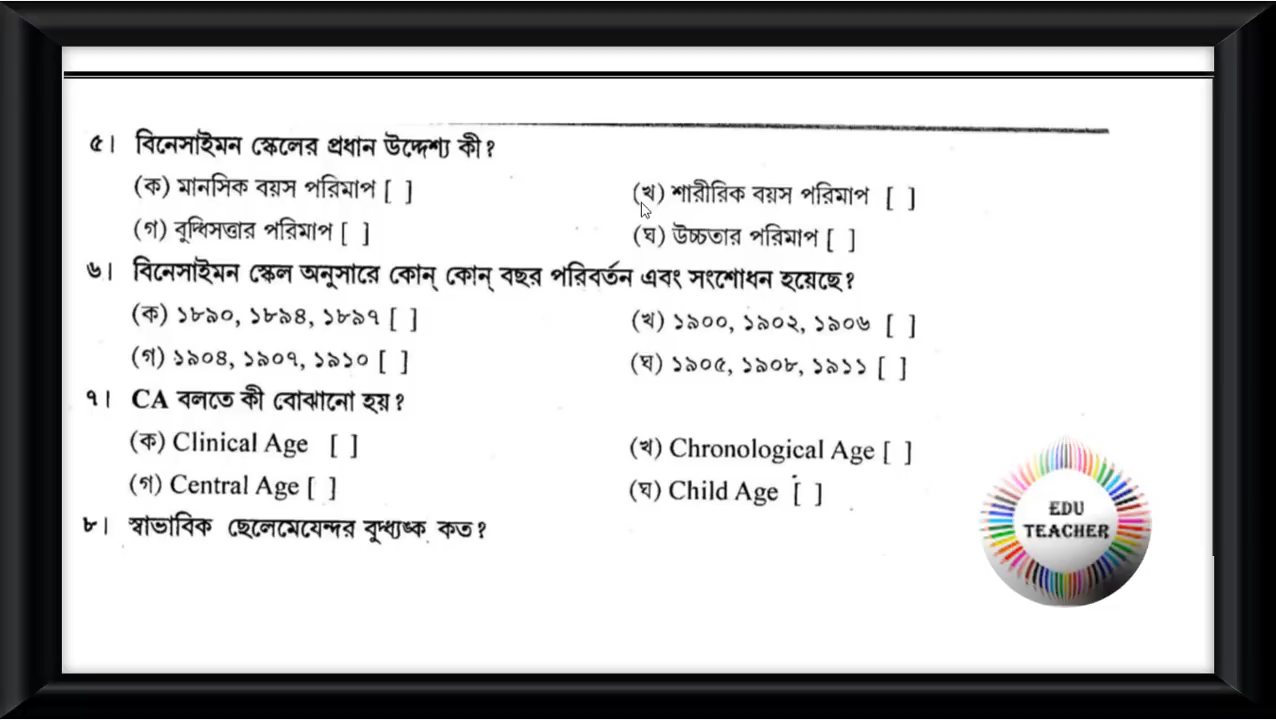 ৫। বিনেসাইমন স্কেলের প্রধান উদ্দেশ্য কী?
(ক) মানসিক বয়স পরিমাপ [ ] (খ) শারীরিক বয়স পরিমাপ [ ]
(গ) বুদ্ধিসত্তার পরিমাপ [ ] (ঘ) উচ্চতার পরিমাপ [ ]
৬। বিনেসাইমন স্কেল অনুসারে কোন্ কোন্ বছর পরিবর্তন এবং সংশোধন হয়েছে?
(ক) ১৮৯০, ১৮৯৪, ১৮৯৭ [ ] (খ) ১৯০০, ১৯০২, ১৯০৬ [ ]
(গ) ১৯০৪, ১৯০৭, ১৯১০ [ ] (ঘ) ১৯০৫, ১৯০৮, ১৯১১ [ ]
৭। CA বলতে কী বোঝানো হয়?
(ক) Clinical Age [ ] (খ) Chronological Age [ ]
(গ) Central Age [ ] (ঘ) Child Age [ ]
৮। স্বাভাবিক ছেলেমেয়েন্দর বুদ্ধ্যঙ্ক কত?
EDU
TEACHER